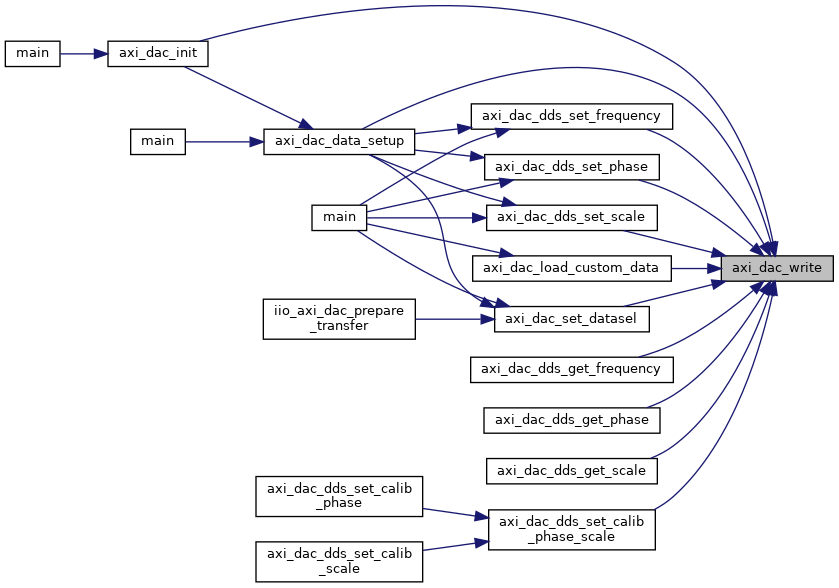 main
axi_dac_init
axi_dac_dds_set_frequency
main
axi_dac_data_setup
axi_dac_dds_set_phase
main
axi_dac_dds_set_scale
axi_dac_load_custom_data
axi_dac_write
iio_axi_dac_prepare
_transfer
axi_dac_set_datasel
axi_dac_dds_get_frequency
axi_dac_dds_get_phase
axi_dac_dds_get_scale
axi_dac_dds_set_calib
_phase
axi_dac_dds_set_calib
_phase_scale
axi_dac_dds_set_calib
_scale